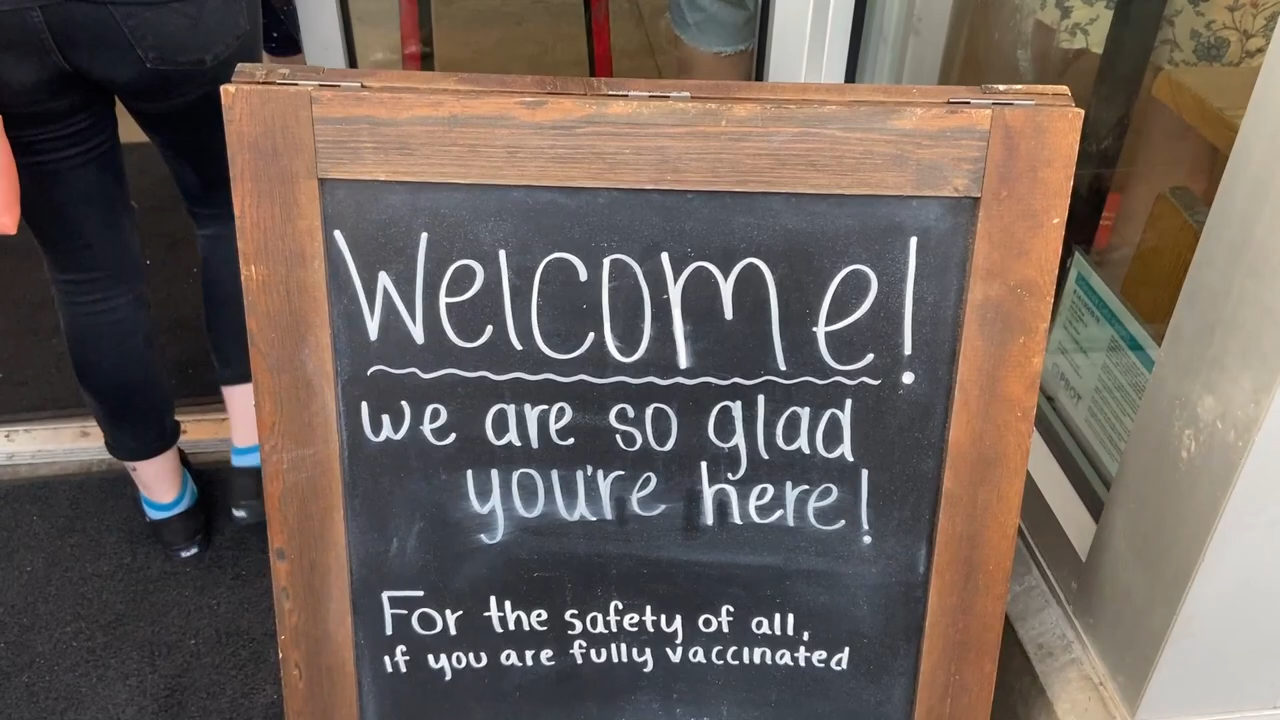 Welcome!
we are so glad
you're here!
For the safety of all,
if you are fully vaccinated